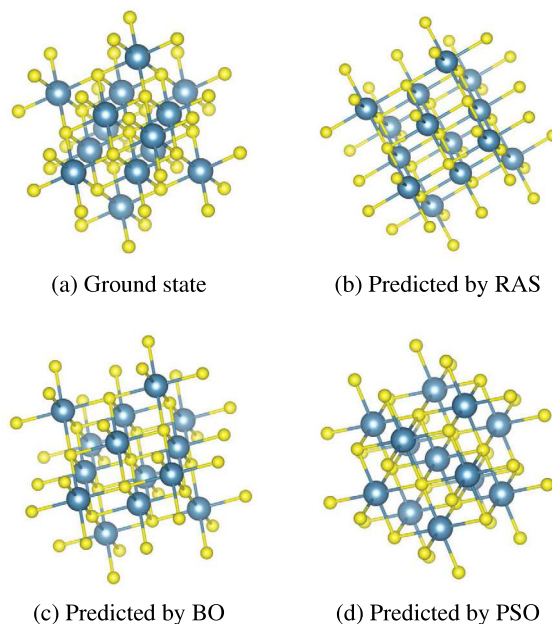 (a) Ground state
(b) Predicted by RAS
(c) Predicted by BO
(d) Predicted by PSO